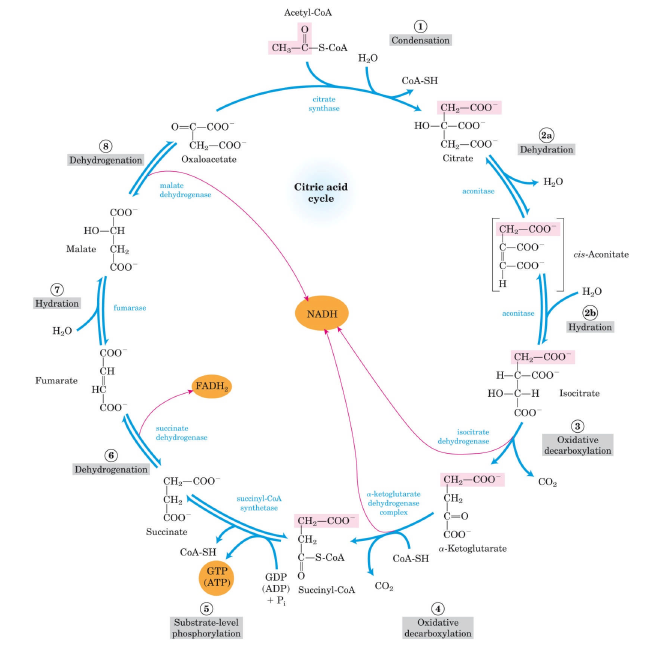 Acetyl-CoA
O
CH₃—C—S-CoA
①
Condensation
H₂O
CoA-SH
citrate
synthase
CH₂—COO⁻
HO—C—COO⁻
CH₂—COO⁻
Citrate
2a
Dehydration
aconitase
H₂O
CH₂—COO⁻
C—COO⁻
C—COO⁻
H
cis-Aconitate
H₂O
aconitase
2b
Hydration
CH₂—COO⁻
H—C—COO⁻
HO—C—H
COO⁻
Isocitrate
③
Oxidative
decarboxylation
isocitrate
dehydrogenase
CO₂
CH₂—COO⁻
CH₂
C=O
COO⁻
α-Ketoglutarate
α-ketoglutarate
dehydrogenase
complex
CoA-SH
CO₂
④
Oxidative
decarboxylation
CH₂—COO⁻
CH₂
C—S-CoA
O
Succinyl-CoA
succinyl-CoA
synthetase
GDP
(ADP)
+ Pᵢ
GTP
(ATP)
CoA-SH
⑤
Substrate-level
phosphorylation
CH₂—COO⁻
CH₂
COO⁻
Succinate
⑥
Dehydrogenation
succinate
dehydrogenase
FADH₂
COO⁻
CH
HC
COO⁻
Fumarate
⑦
Hydration
H₂O
fumarase
COO⁻
HO—CH
CH₂
COO⁻
Malate
⑧
Dehydrogenation
malate
dehydrogenase
O=C—COO⁻
CH₂—COO⁻
Oxaloacetate
Citric acid
cycle
NADH